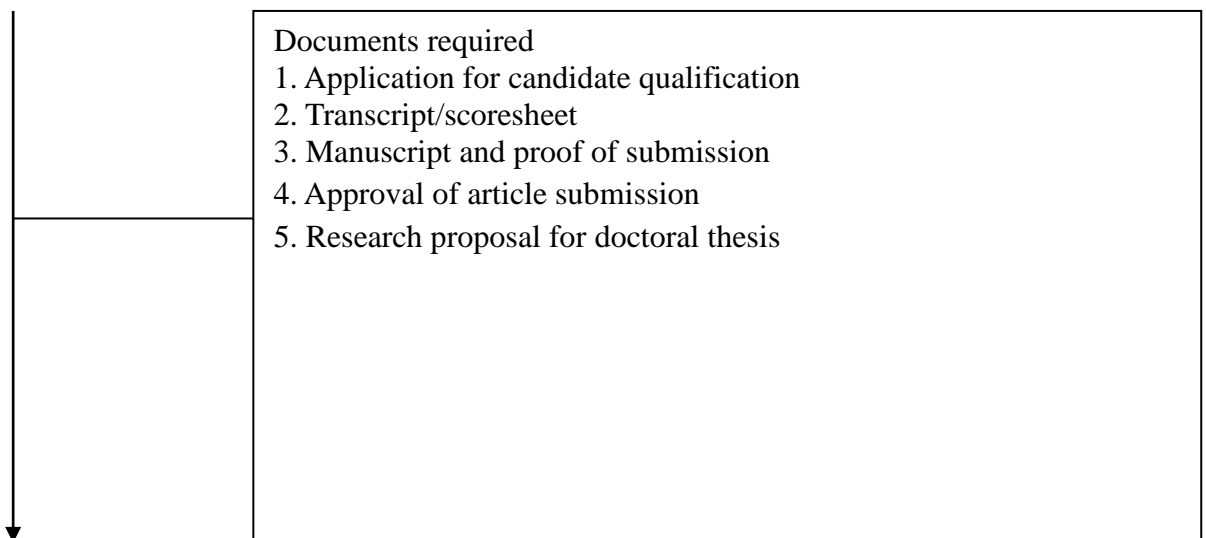 Documents required
1. Application for candidate qualification
2. Transcript/scoresheet
3. Manuscript and proof of submission
4. Approval of article submission
5. Research proposal for doctoral thesis